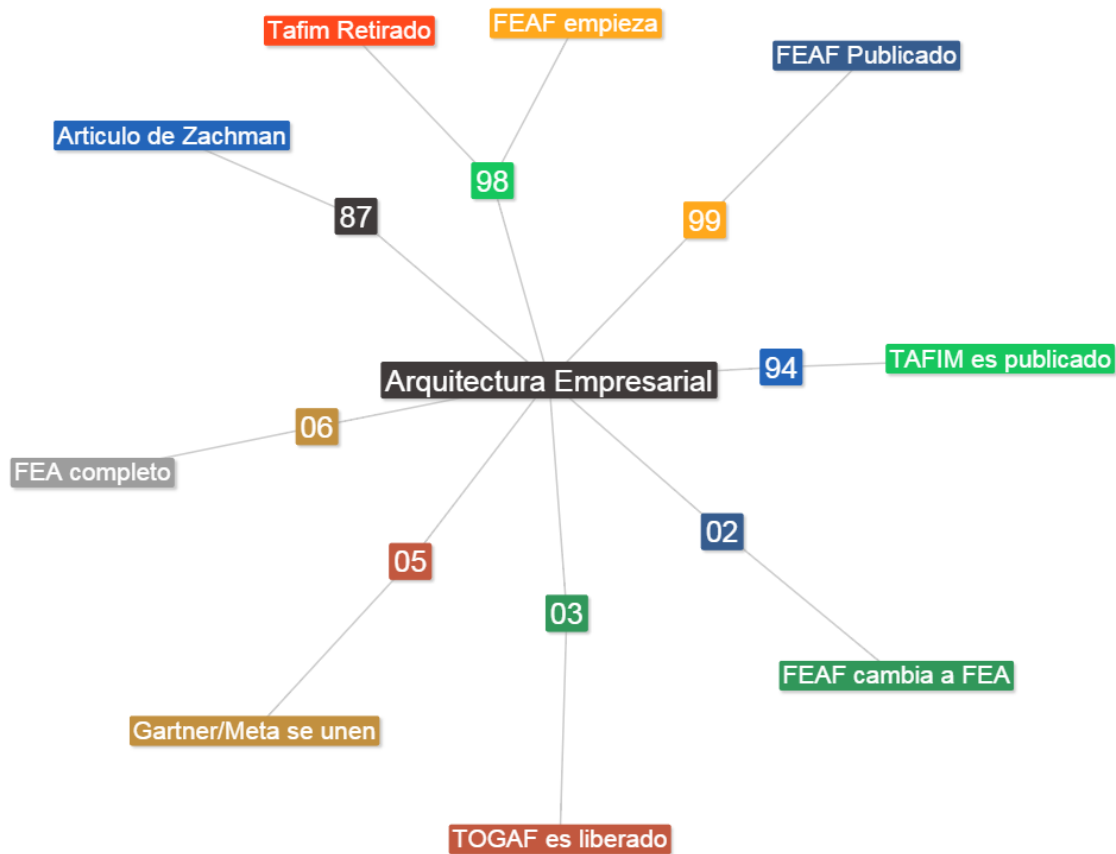 Tafim Retirado
FEAF empieza
FEAF Publicado
Articulo de Zachman
98
87
99
Arquitectura Empresarial
94
TAFIM es publicado
06
FEA completo
02
05
03
FEAF cambia a FEA
Gartner/Meta se unen
TOGAF es liberado